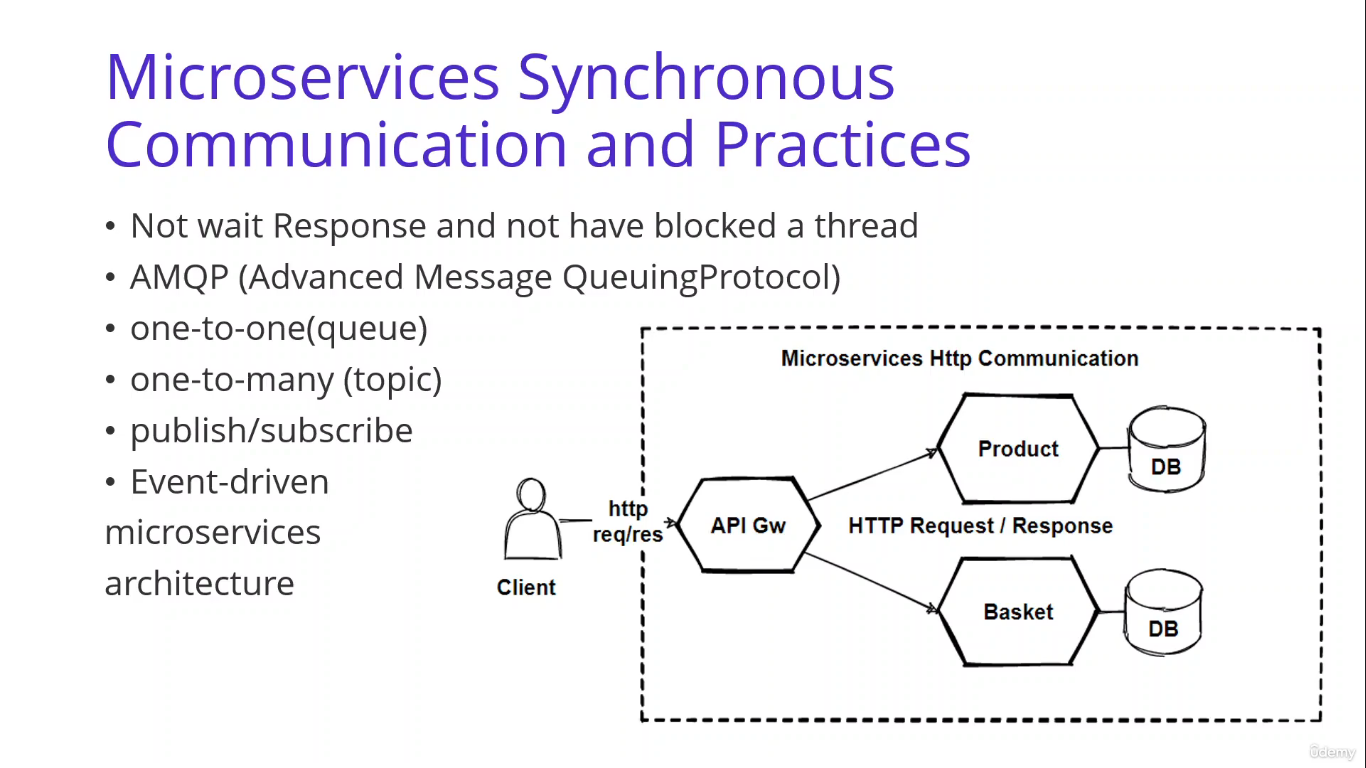 Microservices Synchronous
Communication and Practices
• Not wait Response and not have blocked a thread
• AMQP (Advanced Message QueuingProtocol)
• one-to-one(queue)
• one-to-many (topic)
• publish/subscribe
• Event-driven
microservices
architecture
Microservices Http Communication
Product
DB
http
req/res
API Gw
HTTP Request / Response
Client
Basket
DB
ûdemy